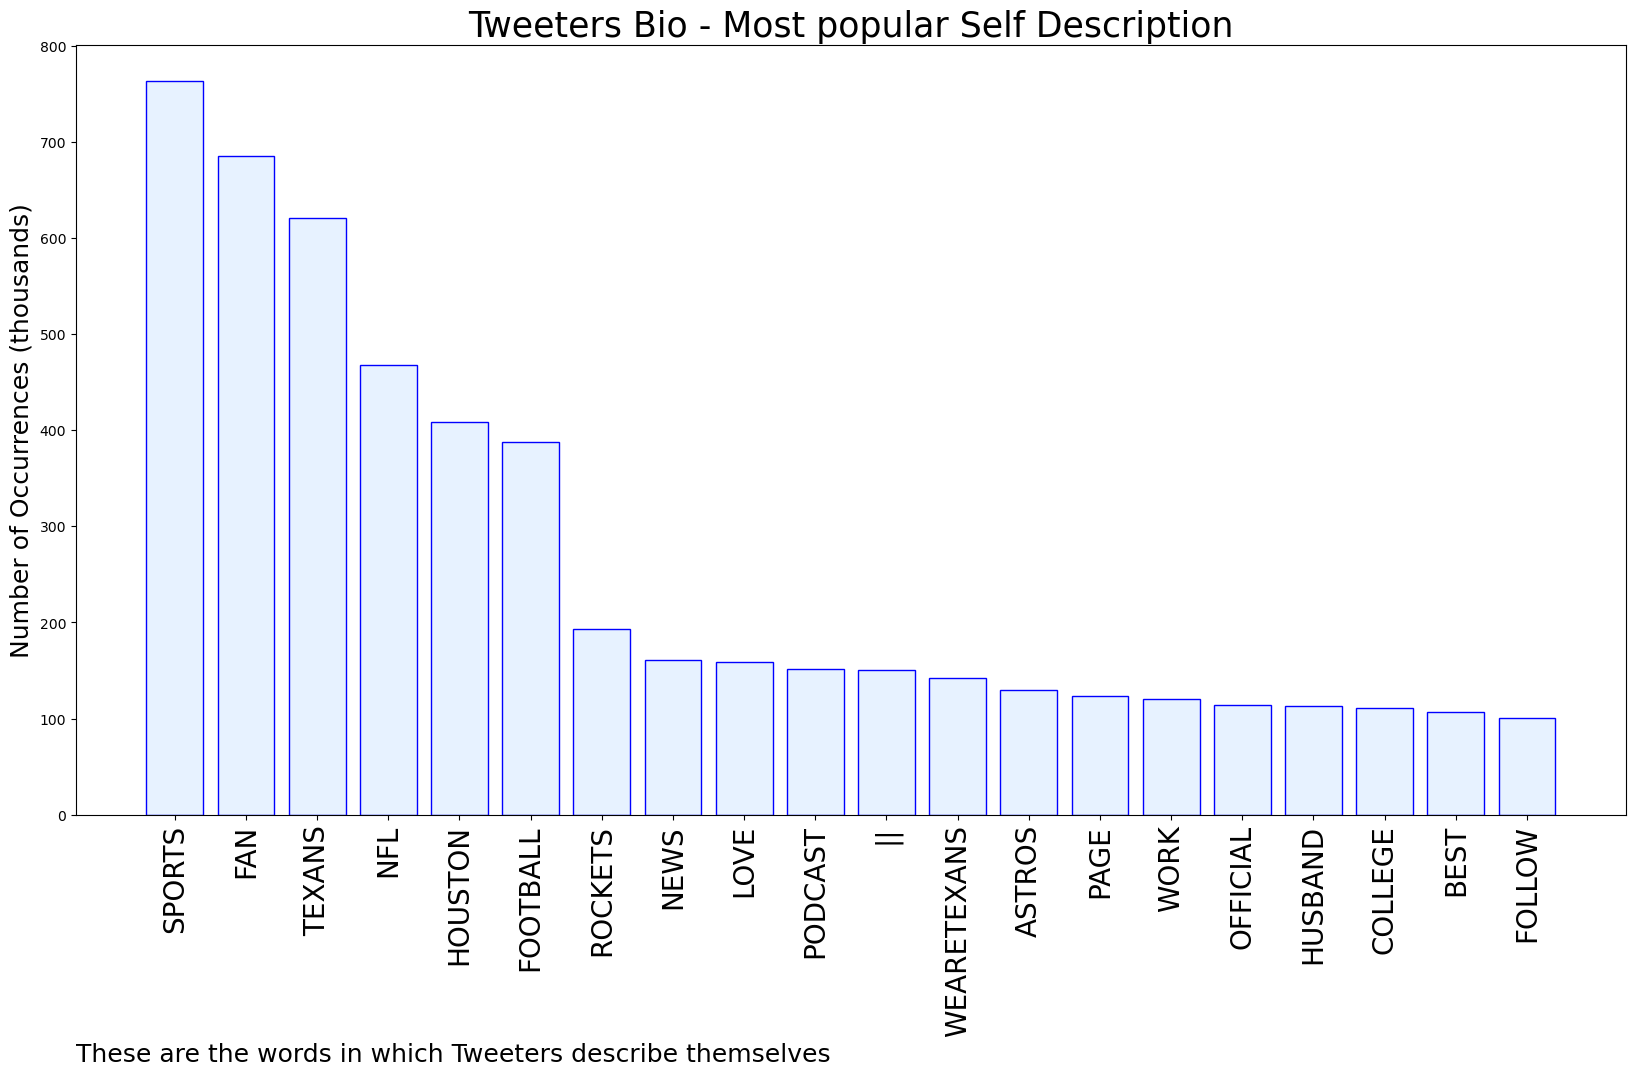 Tweeters Bio - Most popular Self Description
Number of Occurrences (thousands)
800
700
600
500
400
300
200
100
0
SPORTS
FAN
TEXANS
NFL
HOUSTON
FOOTBALL
ROCKETS
NEWS
LOVE
PODCAST
||
WEARETEXANS
ASTROS
PAGE
WORK
OFFICIAL
HUSBAND
COLLEGE
BEST
FOLLOW
These are the words in which Tweeters describe themselves